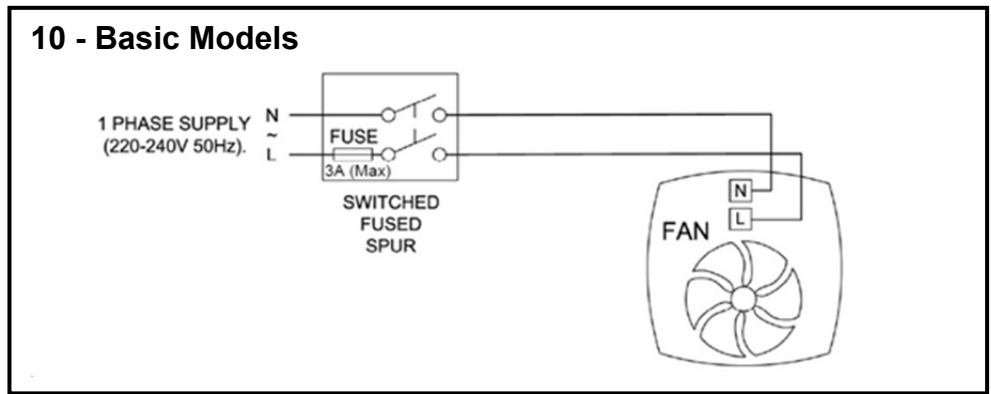 10 - Basic Models
1 PHASE SUPPLY
(220-240V 50Hz).
N
~
L
FUSE
3A (Max)
SWITCHED
FUSED
SPUR
N
L
FAN